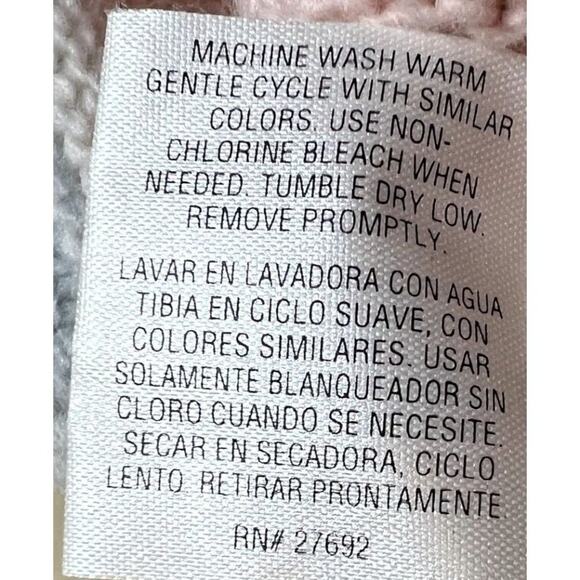 MACHINE WASH WARM
GENTLE CYCLE WITH SIMILAR
COLORS. USE NON-
CHLORINE BLEACH WHEN
NEEDED. TUMBLE DRY LOW.
REMOVE PROMPTLY.
LAVAR EN LAVADORA CON AGUA
TIBIA EN CICLO SUAVE, CON
COLORES SIMILARES. USAR
SOLAMENTE BLANQUEADOR SIN
CLORO CUANDO SE NECESITE.
SECAR EN SECADORA, CICLO
LENTO. RETIRAR PRONTAMENTE.
RN# 27692